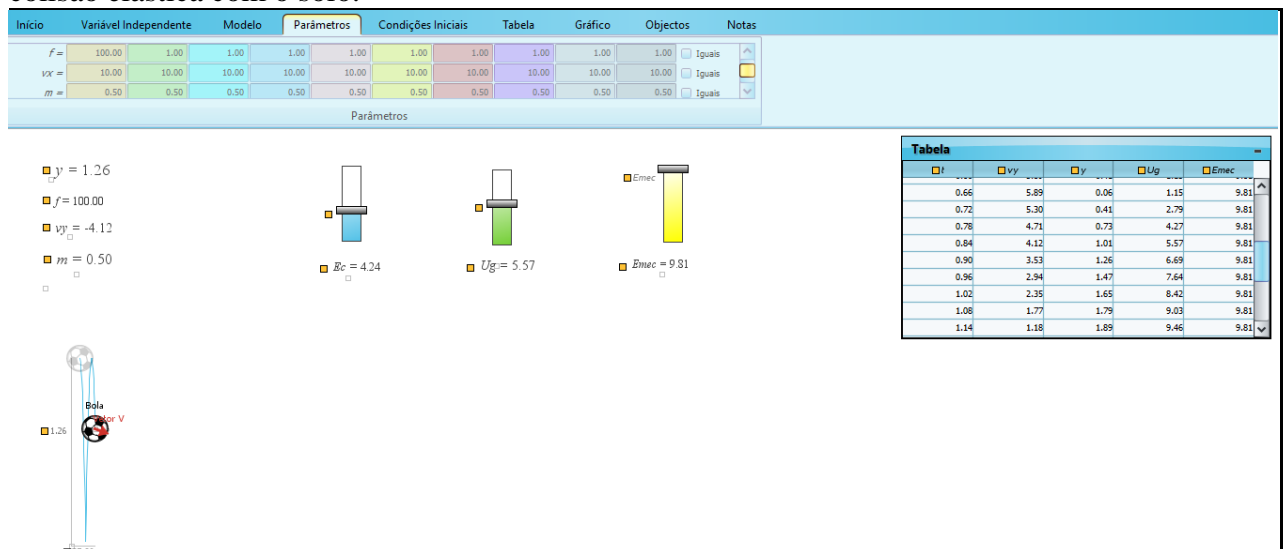 colisão elástica com o solo.
Início Variável Independente Modelo Parâmetros Condições Iniciais Tabela Gráfico Objectos Notas
f = 100.00 1.00 1.00 1.00 1.00 1.00 1.00 1.00 1.00 1.00 Iguais
vx = 10.00 10.00 10.00 10.00 10.00 10.00 10.00 10.00 10.00 10.00 Iguais
m = 0.50 0.50 0.50 0.50 0.50 0.50 0.50 0.50 0.50 0.50 Iguais
Parâmetros
y = 1.26
f = 100.00
vy = -4.12
m = 0.50
Ec = 4.24
Ug = 5.57
Emec
Emec = 9.81
Tabela
t vy y Ug Emec
0.66 5.89 0.06 1.15 9.81
0.72 5.30 0.41 2.79 9.81
0.78 4.71 0.73 4.27 9.81
0.84 4.12 1.01 5.57 9.81
0.90 3.53 1.26 6.69 9.81
0.96 2.94 1.47 7.64 9.81
1.02 2.35 1.65 8.42 9.81
1.08 1.77 1.79 9.03 9.81
1.14 1.18 1.89 9.46 9.81
Bola
V
1.26